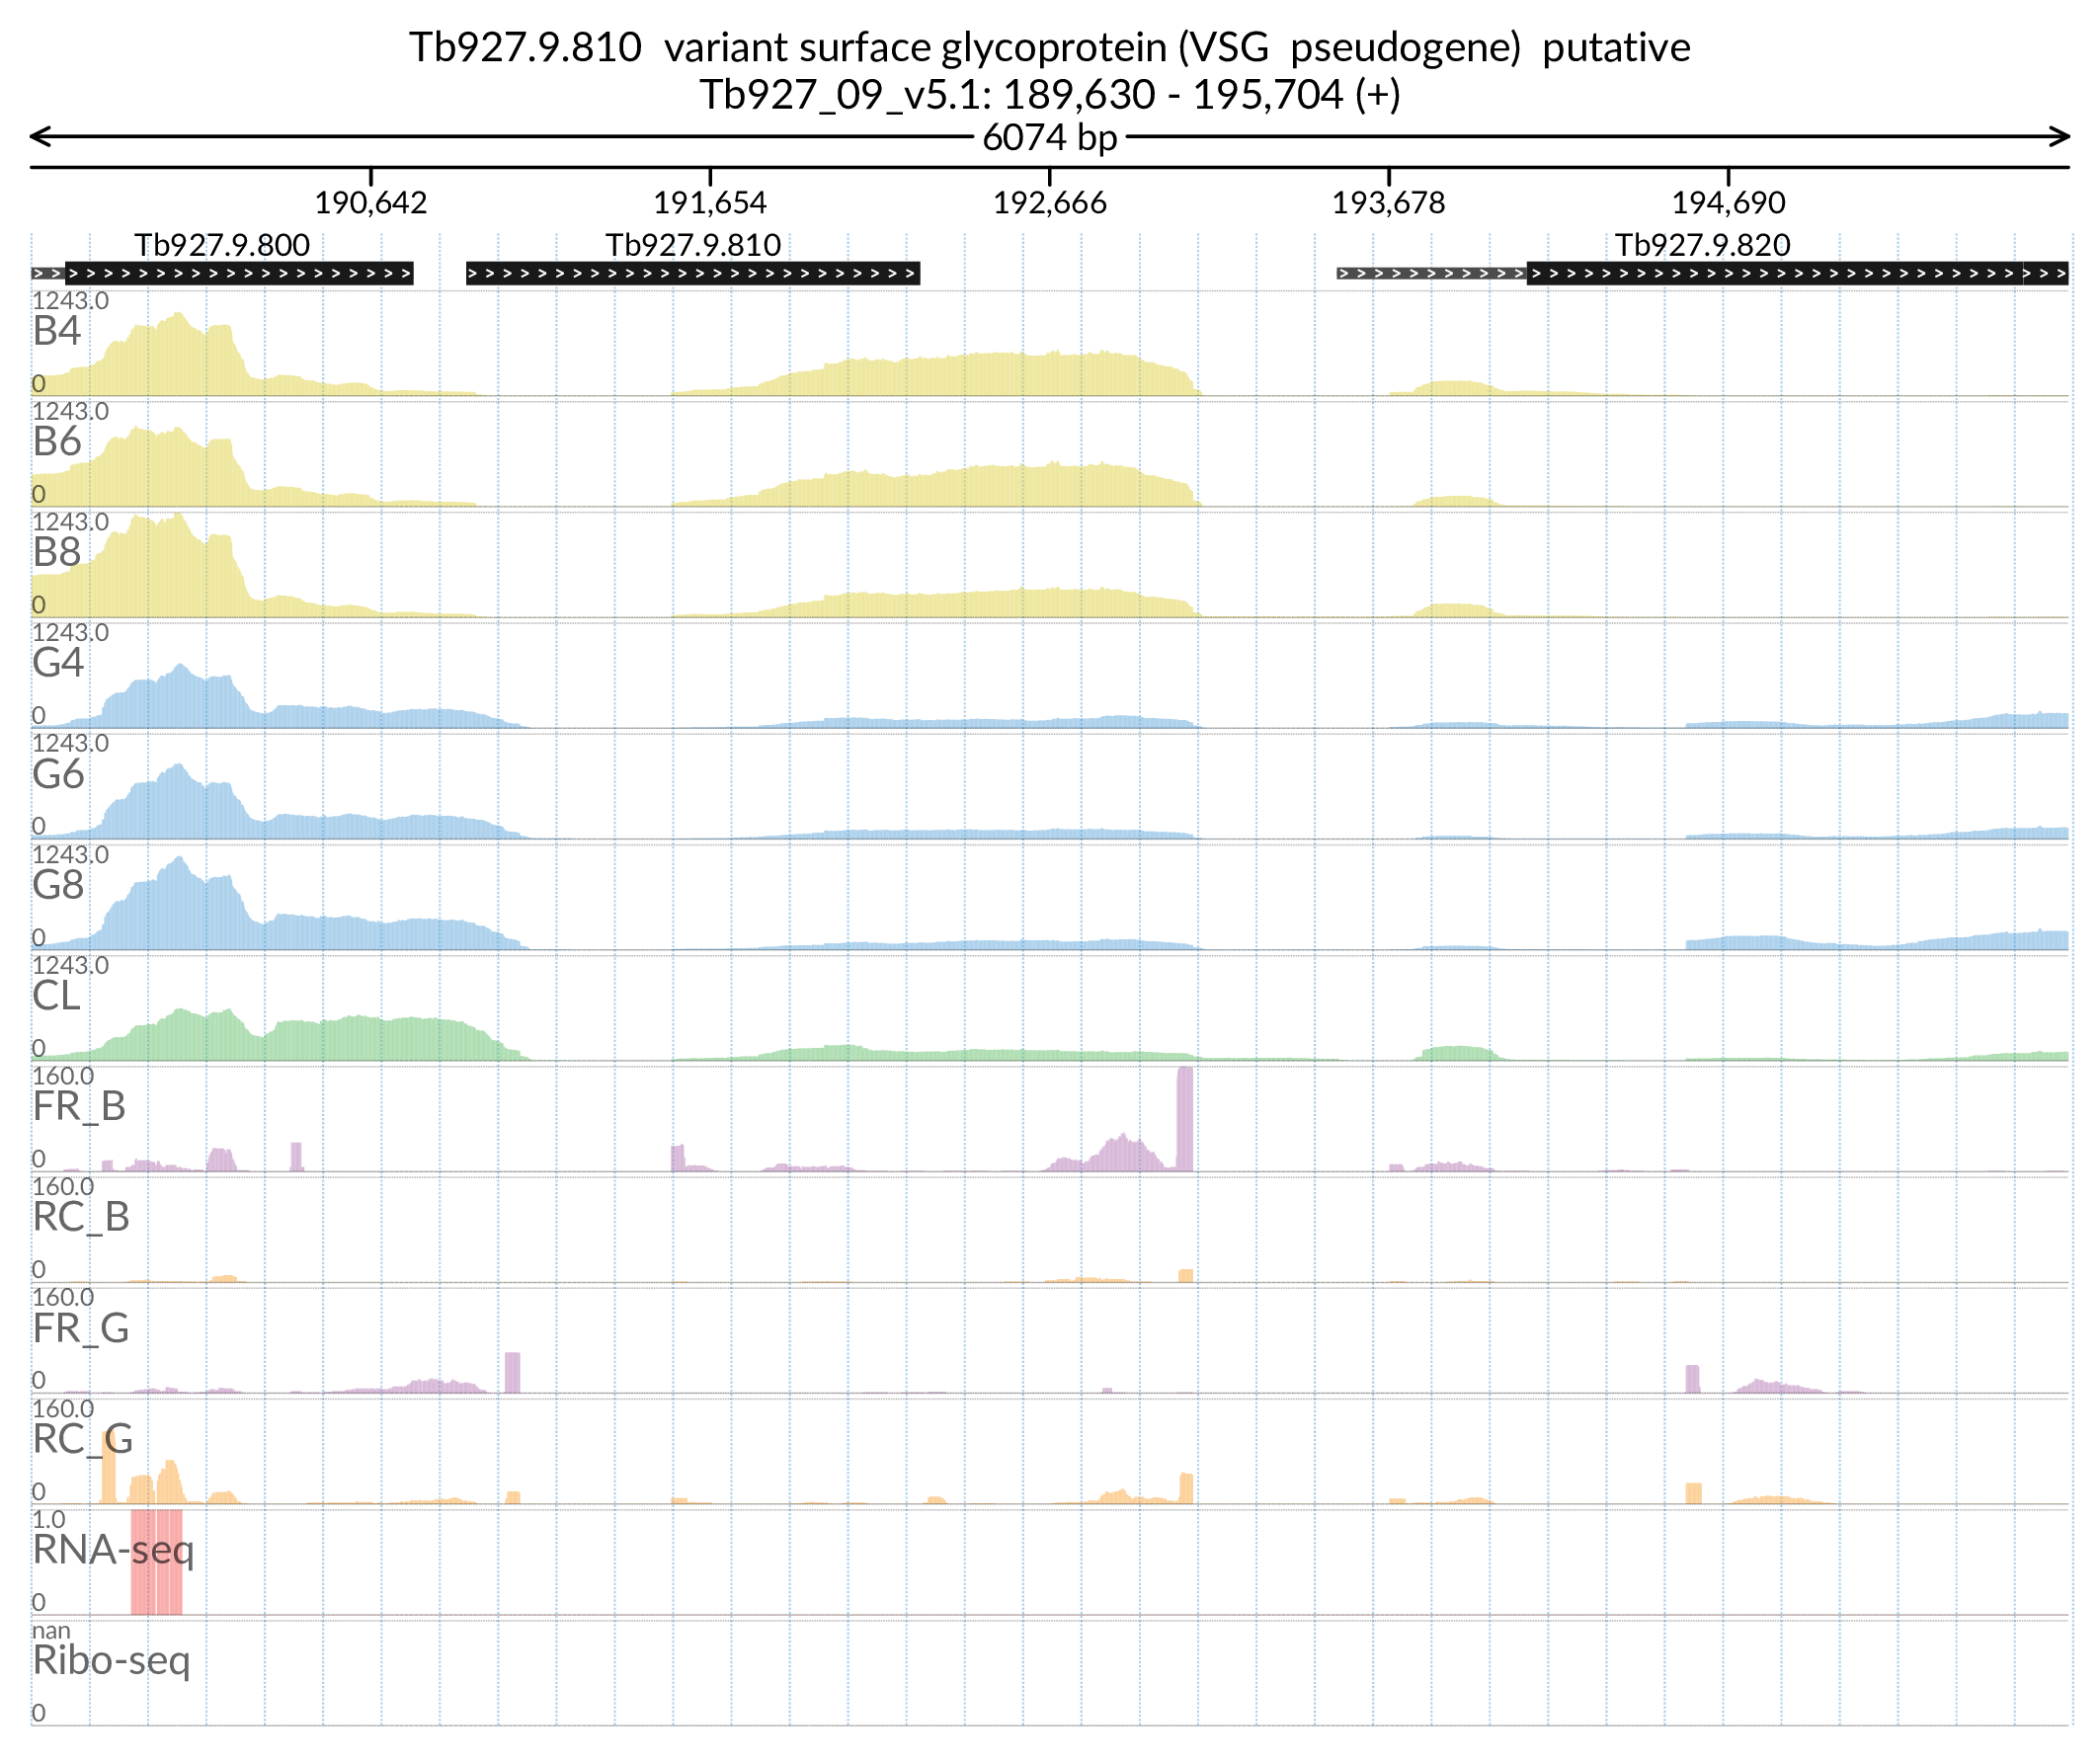 Tb927.9.810 variant surface glycoprotein (VSG pseudogene) putative
Tb927_09_v5.1: 189,630 - 195,704 (+)
6074 bp
190,642 191,654 192,666 193,678 194,690
Tb927.9.800 Tb927.9.810 Tb927.9.820
1243.0
B4
0
1243.0
B6
0
1243.0
B8
0
1243.0
G4
0
1243.0
G6
0
1243.0
G8
0
1243.0
CL
0
160.0
FR_B
0
160.0
RC_B
0
160.0
FR_G
0
160.0
RC_G
0
1.0
RNA-seq
0
nan
Ribo-seq
0